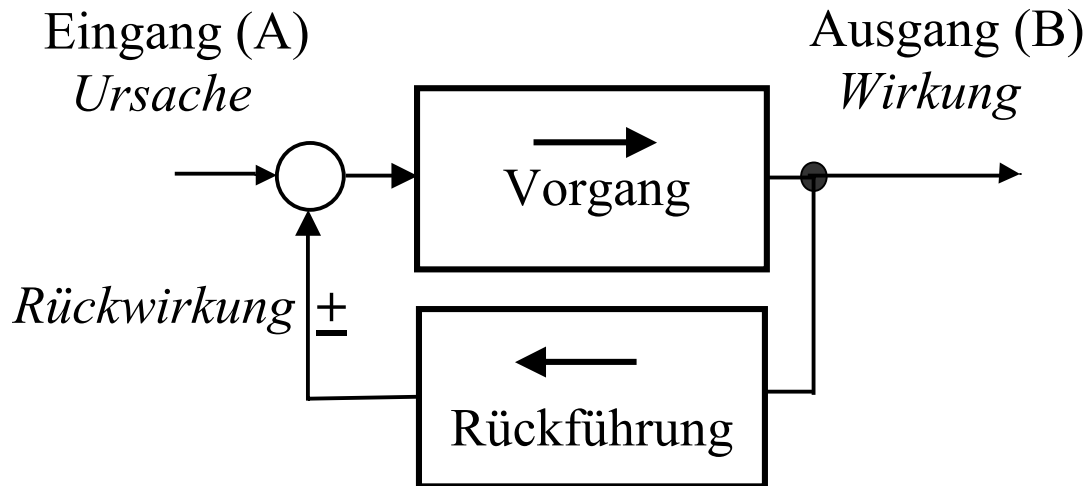 Eingang (A)
Ursache
Ausgang (B)
Wirkung
Vorgang
Rückwirkung ±
Rückführung